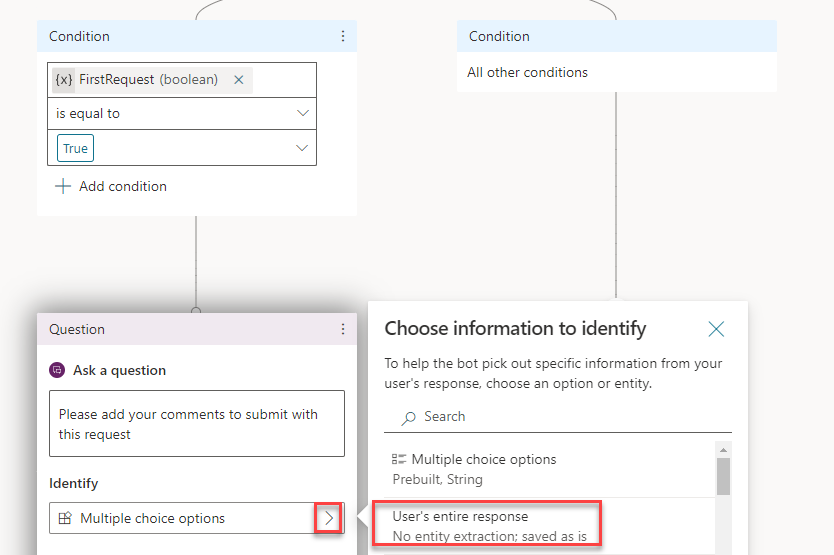 Condition
{x} FirstRequest (boolean)
is equal to
True
Add condition
Condition
All other conditions
Question
Ask a question
Please add your comments to submit with
this request
Identify
Multiple choice options
Choose information to identify
To help the bot pick out specific information from your
user's response, choose an option or entity.
Search
Multiple choice options
Prebuilt, String
User's entire response
No entity extraction; saved as is